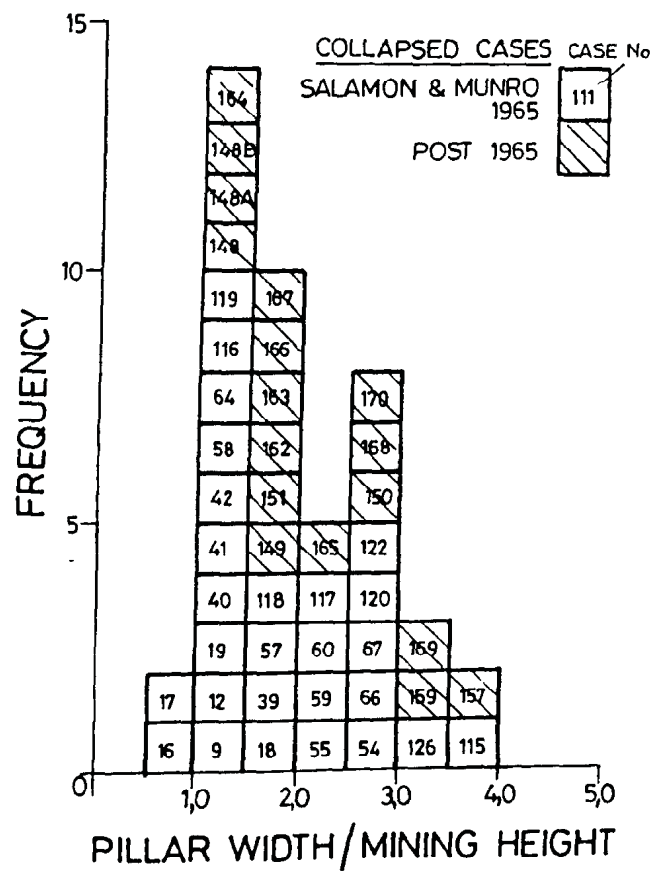 15
COLLAPSED CASES CASE No
SALAMON & MUNRO
1965
111
POST 1965
164
148B
148A
148
10
119 167
116 166
64 163 170
58 162 168
42 151 150
5
41 149 165 122
40 118 117 120
19 57 60 67 169
17 12 39 59 66 159 157
16 9 18 55 54 126 115
0
1,0 2,0 3,0 4,0 5,0
FREQUENCY
PILLAR WIDTH/MINING HEIGHT